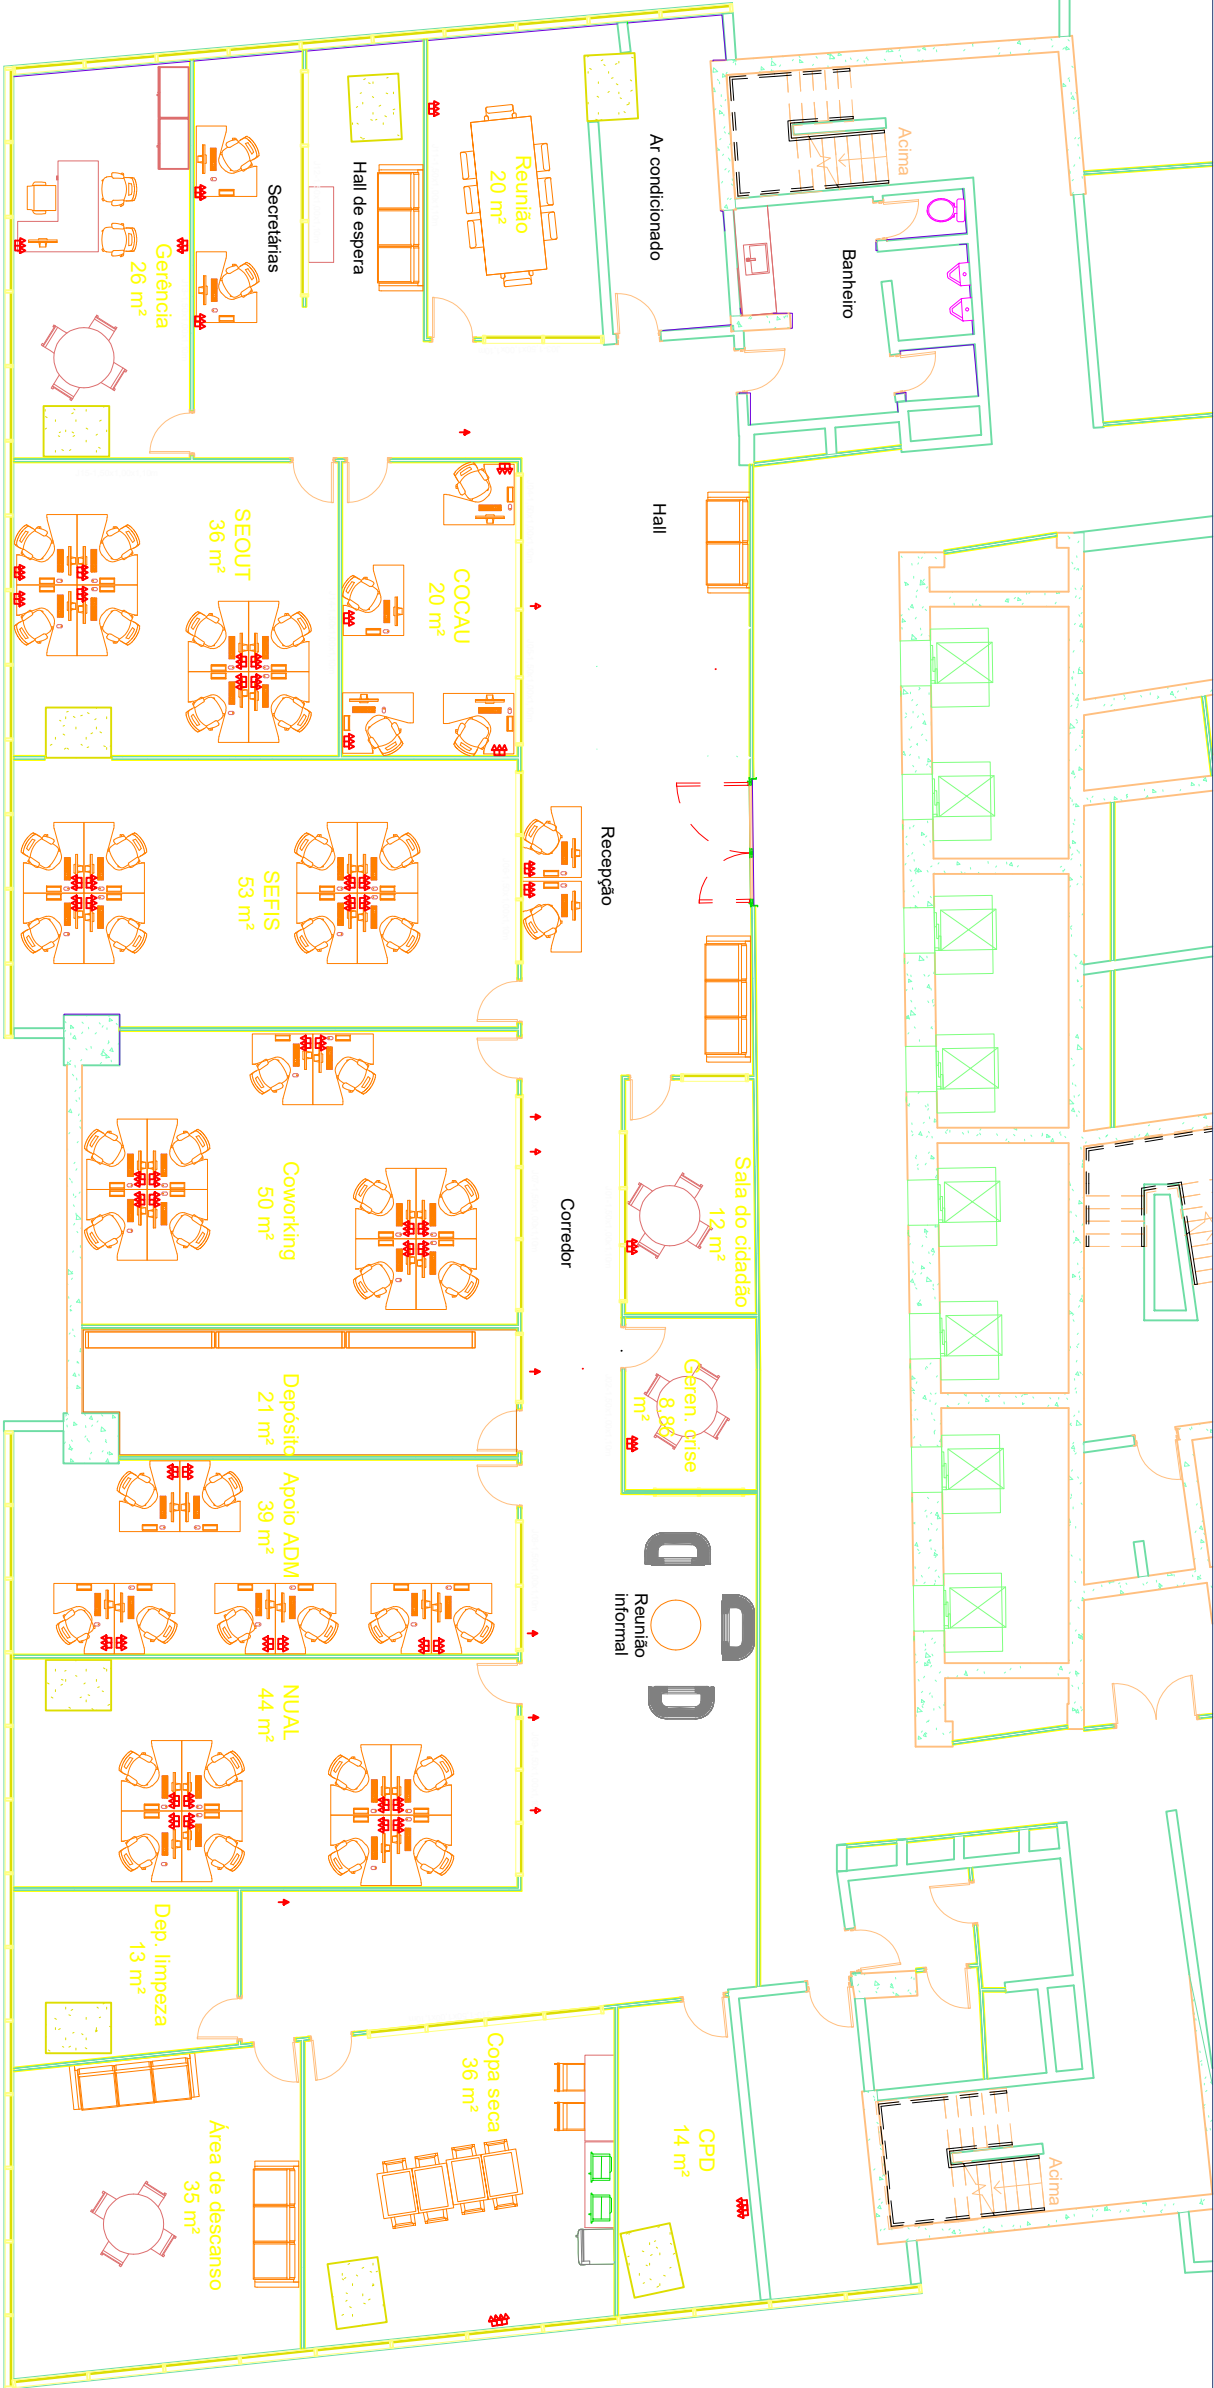 Acima
Ar condicionado
Reunião
20 m²
Hall de espera
Secretárias
Banheiro
Gerência
26 m²
Hall
SEOUT
36 m²
COCAU
20 m²
Recepção
SEFIS
53 m²
Sala do cidadão
12 m²
Corredor
Coworking
50 m²
Geren. crise
8.86
m²
Depósito
21 m²
Apoio ADM
39 m²
Reunião
informal
NUAL
44 m²
Dep. limpeza
13 m²
Copa seca
36 m²
CPD
14 m²
Área de descanso
35 m²
Acima